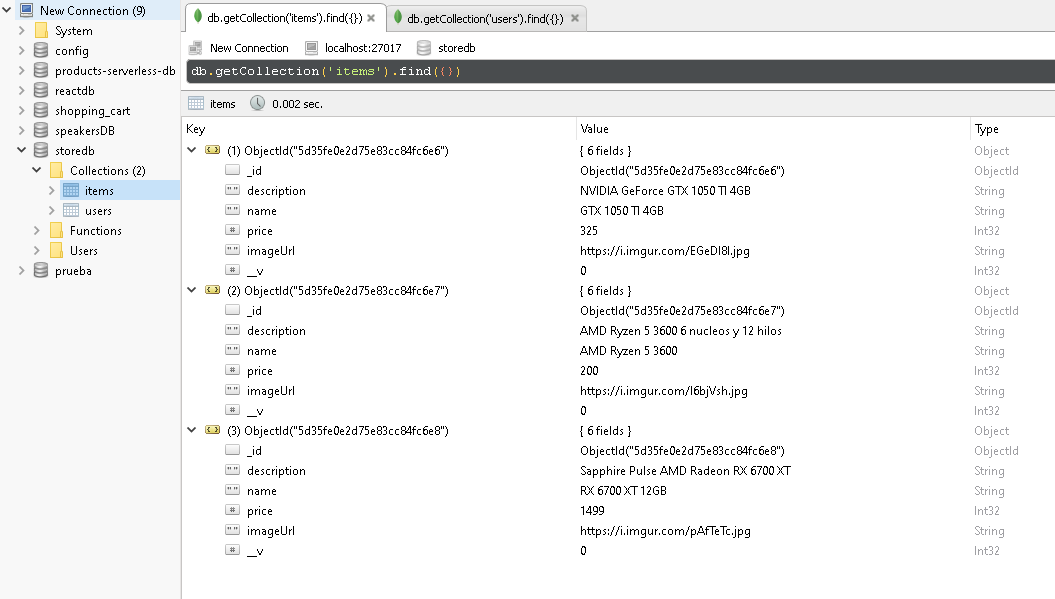 New Connection (9)
System
config
products-serverless-db
reactdb
shopping_cart
speakersDB
storedb
Collections (2)
items
users
Functions
Users
prueba
db.getCollection('items').find({})
db.getCollection('users').find({})
New Connection localhost:27017 storedb
db.getCollection('items').find({})
items 0.002 sec.
Key Value Type
(1) ObjectId("5d35fe0e2d75e83cc84fc6e6") { 6 fields } Object
_id ObjectId("5d35fe0e2d75e83cc84fc6e6") ObjectId
"" description NVIDIA GeForce GTX 1050 TI 4GB String
"" name GTX 1050 TI 4GB String
# price 325 Int32
"" imageUrl https://i.imgur.com/EGeDI8I.jpg String
# __v 0 Int32
(2) ObjectId("5d35fe0e2d75e83cc84fc6e7") { 6 fields } Object
_id ObjectId("5d35fe0e2d75e83cc84fc6e7") ObjectId
"" description AMD Ryzen 5 3600 6 nucleos y 12 hilos String
"" name AMD Ryzen 5 3600 String
# price 200 Int32
"" imageUrl https://i.imgur.com/I6bjVsh.jpg String
# __v 0 Int32
(3) ObjectId("5d35fe0e2d75e83cc84fc6e8") { 6 fields } Object
_id ObjectId("5d35fe0e2d75e83cc84fc6e8") ObjectId
"" description Sapphire Pulse AMD Radeon RX 6700 XT String
"" name RX 6700 XT 12GB String
# price 1499 Int32
"" imageUrl https://i.imgur.com/pAfTeTc.jpg String
# __v 0 Int32